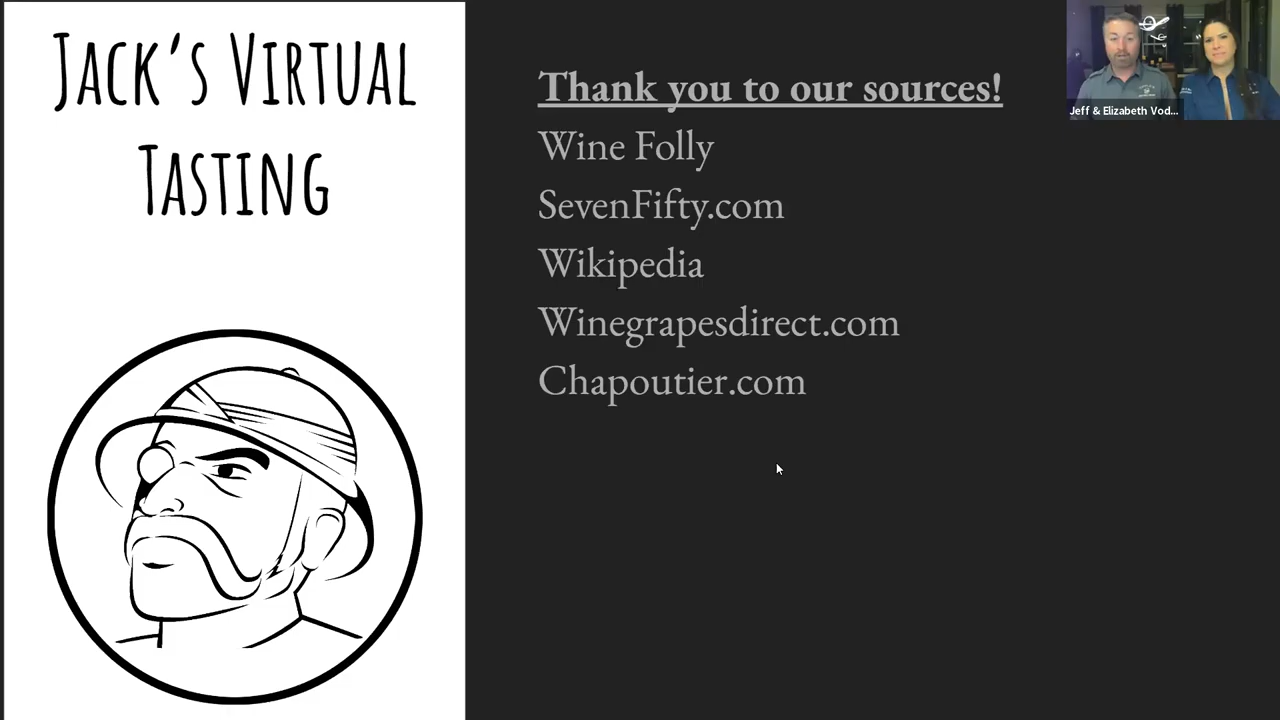 Jack's Virtual
Tasting
Thank you to our sources!
Wine Folly
SevenFifty.com
Wikipedia
Winegrapesdirect.com
Chapoutier.com
Jeff & Elizabeth Vod...